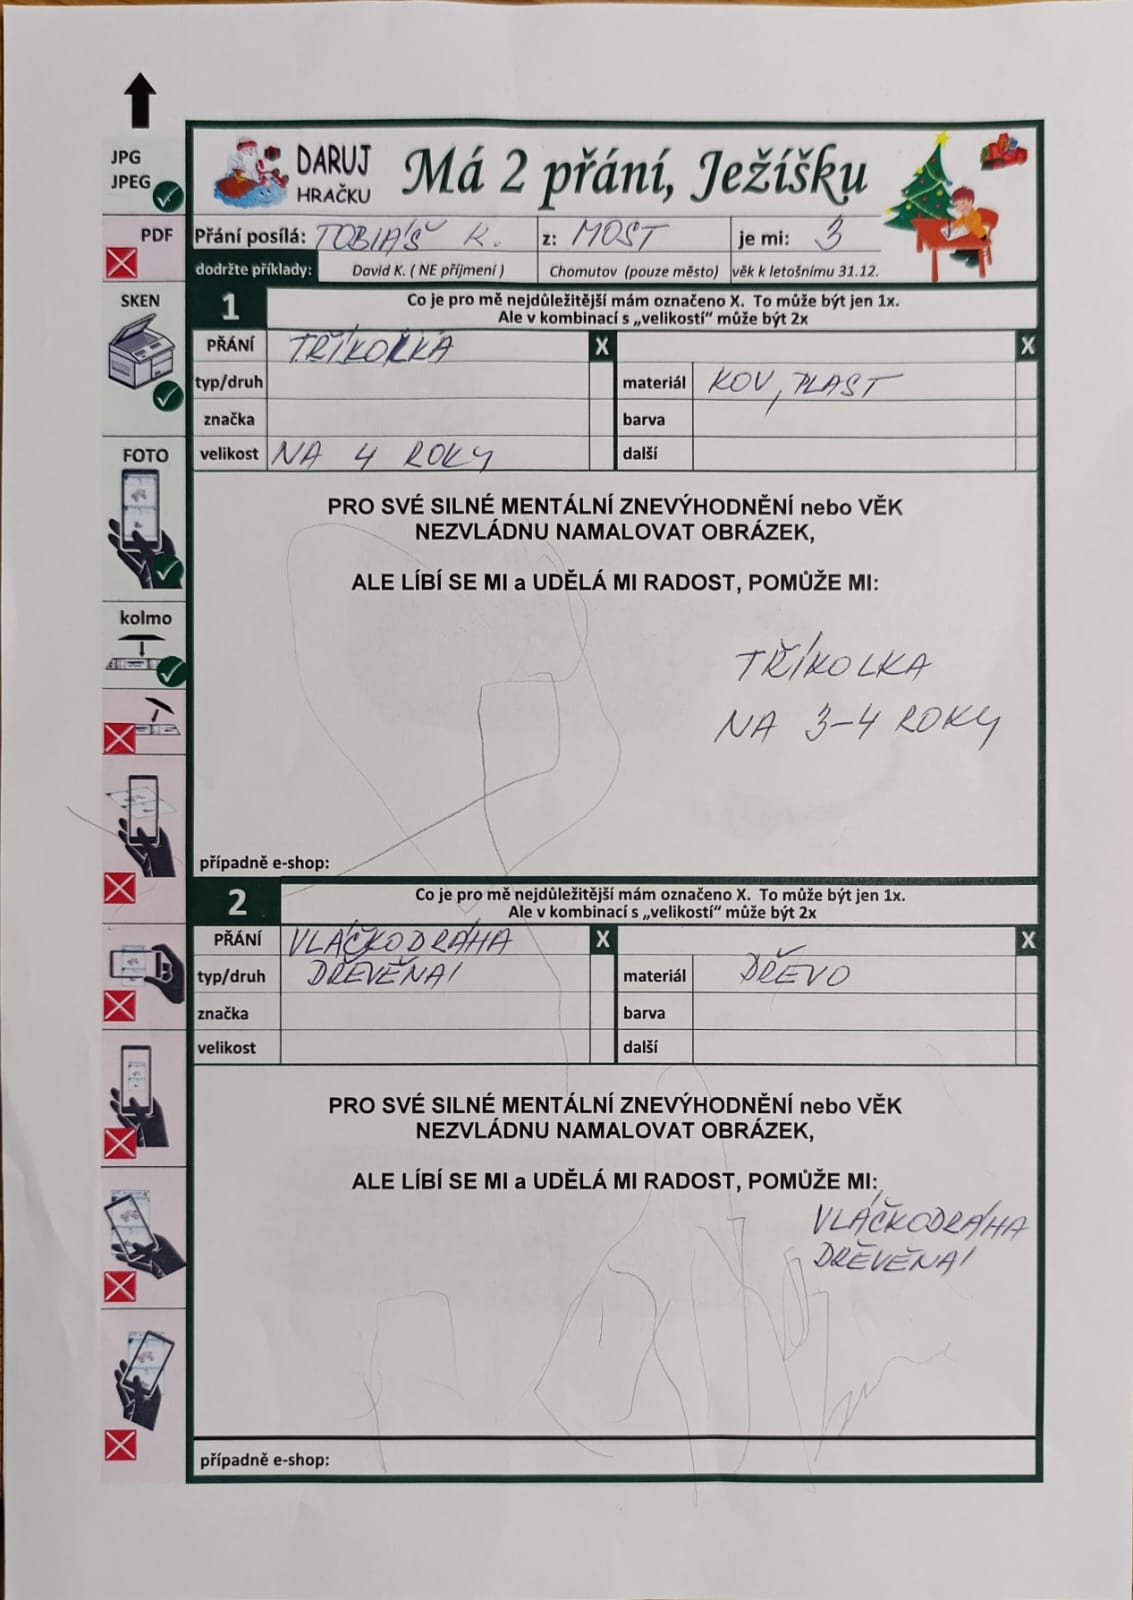 JPG
JPEG
PDF
SKEN
FOTO
kolmo
DARUJ
HRAČKU
Má 2 přání, Ježíšku
Přání posílá: TOBIÁŠ K. z: MOST je mi: 3
dodržte příklady: David K. ( NE příjmení ) Chomutov (pouze město) věk k letošnímu 31.12.
1 Co je pro mě nejdůležitější mám označeno X. To může být jen 1x.
Ale v kombinací s „velikostí“ může být 2x
PŘÁNÍ TŘÍKOLKA X X
typ/druh materiál KOV, PLAST
značka barva
velikost NA 4 ROKY další
PRO SVÉ SILNÉ MENTÁLNÍ ZNEVÝHODNĚNÍ nebo VĚK
NEZVLÁDNU NAMALOVAT OBRÁZEK,
ALE LÍBÍ SE MI a UDĚLÁ MI RADOST, POMŮŽE MI:
TŘÍKOLKA
NA 3-4 ROKY
případně e-shop:
2 Co je pro mě nejdůležitější mám označeno X. To může být jen 1x.
Ale v kombinací s „velikostí“ může být 2x
PŘÁNÍ VLÁČKODRÁHA X X
typ/druh DŘEVĚNÁ materiál DŘEVO
značka barva
velikost další
PRO SVÉ SILNÉ MENTÁLNÍ ZNEVÝHODNĚNÍ nebo VĚK
NEZVLÁDNU NAMALOVAT OBRÁZEK,
ALE LÍBÍ SE MI a UDĚLÁ MI RADOST, POMŮŽE MI:
VLÁČKODRÁHA
DŘEVĚNÁ
případně e-shop: